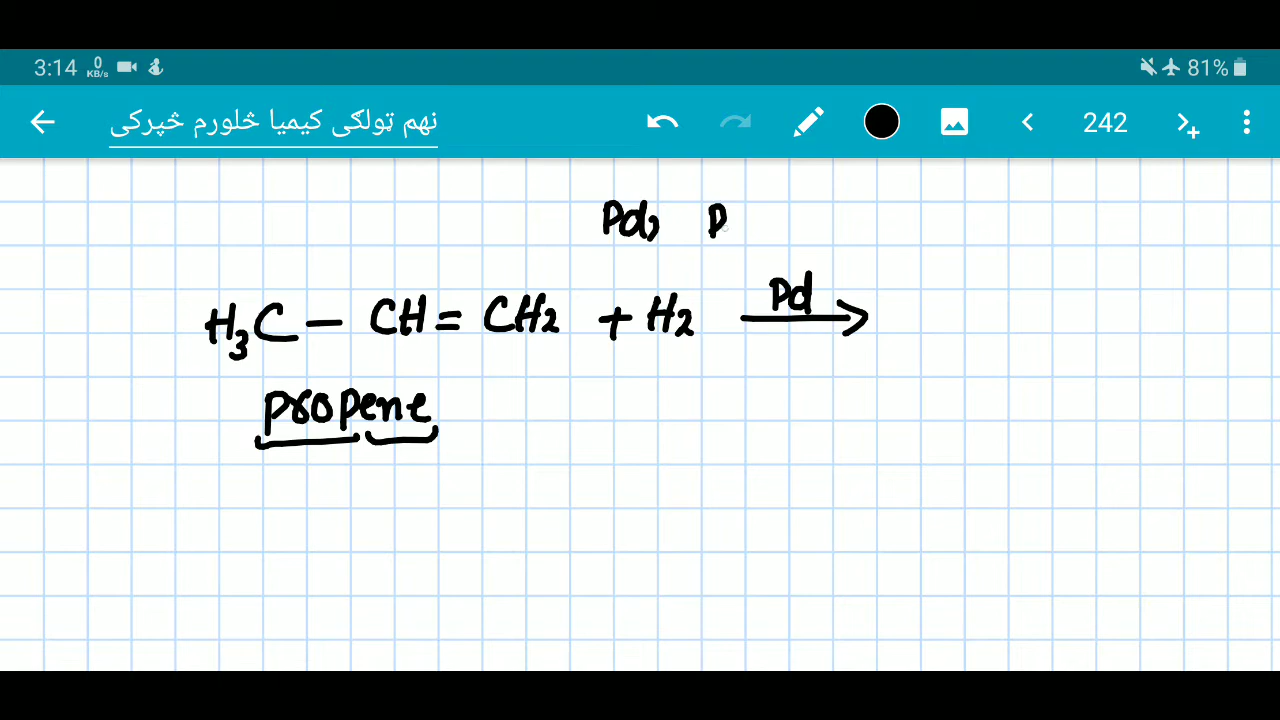 3:14 0 KB/s 81%
نهم ټولګی کیمیا څلورم څپرکی 242
Pd, P
Pd
H3C — CH = CH2 + H2 →
propene